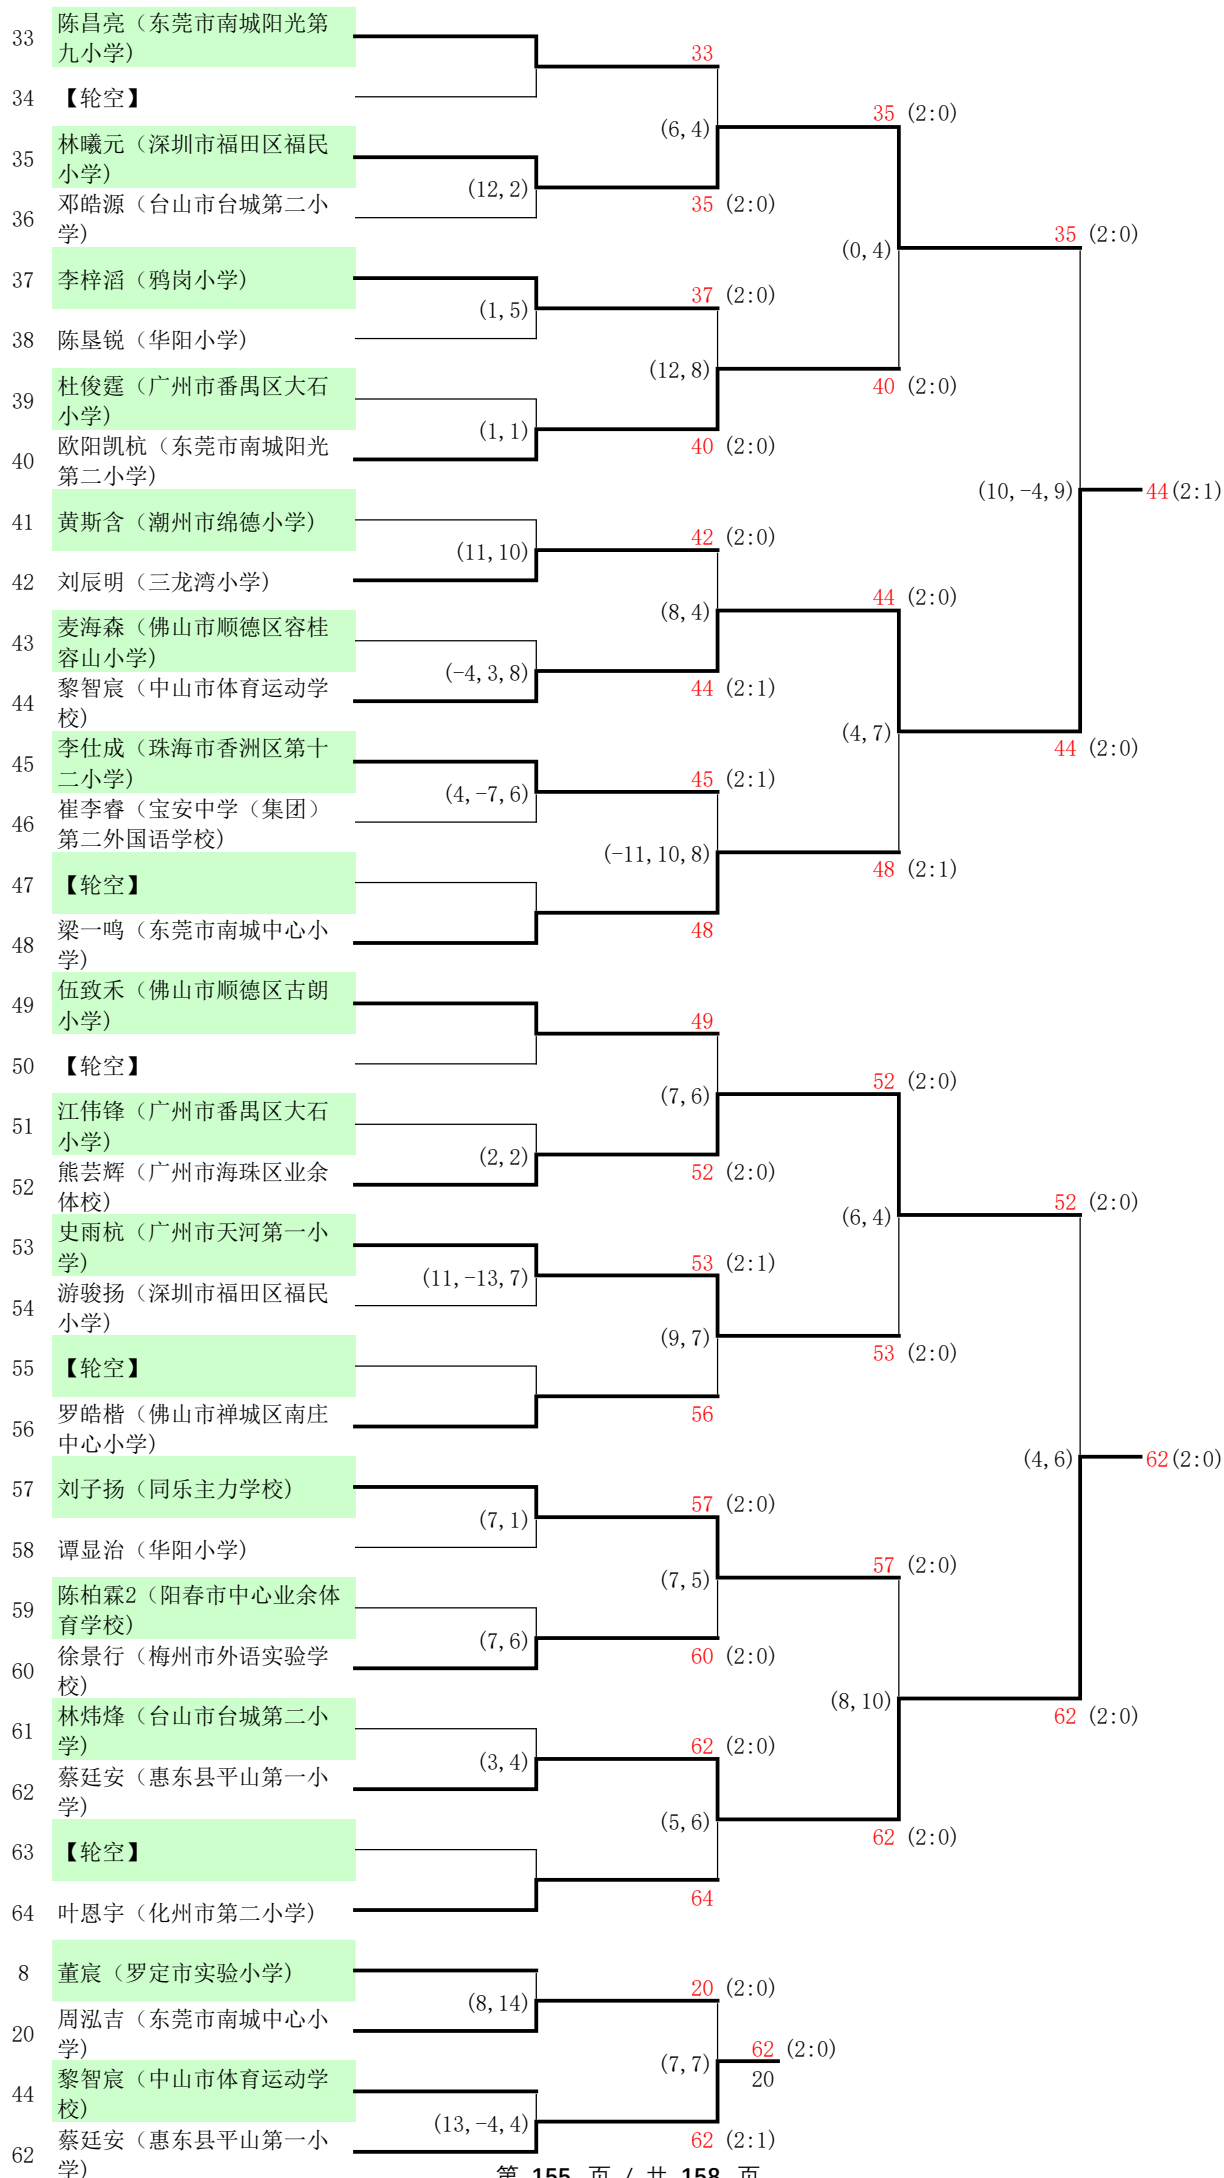 陈昌亮（东莞市南城阳光第
33
九小学）
33
34 【轮空】
35 (2:0)
(6,4)
林曦元（深圳市福田区福民
35
小学）
(12,2)
35 (2:0)
邓皓源（台山市台城第二小
36
学）
35 (2:0)
(0,4)
37 李梓滔（鸦岗小学）
37 (2:0)
(1,5)
38 陈垦锐（华阳小学）
(12,8)
40 (2:0)
杜俊霆（广州市番禺区大石
39
小学）
(1,1)
40 (2:0)
欧阳凯杭（东莞市南城阳光
40
第二小学）
(10,-4,9)
44(2:1)
41 黄斯含（潮州市绵德小学）
42 (2:0)
(11,10)
42 刘辰明（三龙湾小学）
44 (2:0)
(8,4)
麦海森（佛山市顺德区容桂
43
容山小学）
(-4,3,8)
44 (2:1)
黎智宸（中山市体育运动学
44
校）
(4,7)
44 (2:0)
李仕成（珠海市香洲区第十
45
二小学）
45 (2:1)
(4,-7,6)
崔李睿（宝安中学（集团）
46
第二外国语学校）
(-11,10,8)
48 (2:1)
47 【轮空】
48
梁一鸣（东莞市南城中心小
48
学）
伍致禾（佛山市顺德区古朗
49
小学）
49
50 【轮空】
52 (2:0)
(7,6)
江伟锋（广州市番禺区大石
51
小学）
(2,2)
52 (2:0)
熊芸辉（广州市海珠区业余
52
体校）
52 (2:0)
(6,4)
史雨杭（广州市天河第一小
53
学）
53 (2:1)
(11,-13,7)
游骏扬（深圳市福田区福民
54
小学）
(9,7)
53 (2:0)
55 【轮空】
56
罗皓楷（佛山市禅城区南庄
56
中心小学）
(4,6)
62(2:0)
57 刘子扬（同乐主力学校）
57 (2:0)
(7,1)
58 谭显治（华阳小学）
57 (2:0)
(7,5)
陈柏霖2（阳春市中心业余体
59
育学校）
(7,6)
60 (2:0)
徐景行（梅州市外语实验学
60
校）
(8,10)
62 (2:0)
林炜烽（台山市台城第二小
61
学）
62 (2:0)
(3,4)
蔡廷安（惠东县平山第一小
62
学）
(5,6)
62 (2:0)
63 【轮空】
64
64 叶恩宇（化州市第二小学）
8 董宸（罗定市实验小学）
20 (2:0)
(8,14)
周泓吉（东莞市南城中心小
20
学）
62 (2:0)
(7,7)
20
黎智宸（中山市体育运动学
44
校）
(13,-4,4)
62 (2:1)
蔡廷安（惠东县平山第一小
62
学）
第 155 页 / 共 158 页